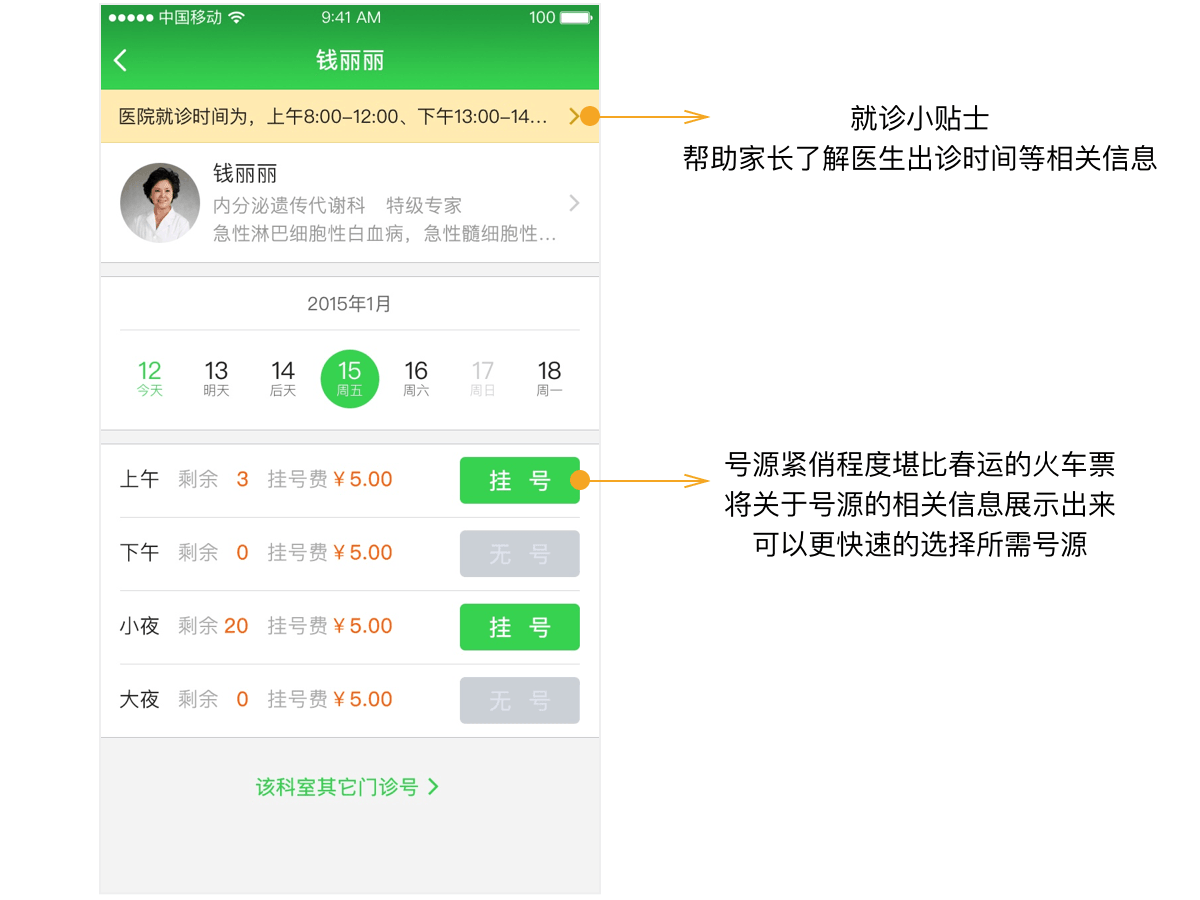 中国移动 9:41 AM 100
钱丽丽
医院就诊时间为，上午8:00-12:00、下午13:00-14...
就诊小贴士
帮助家长了解医生出诊时间等相关信息
钱丽丽
内分泌遗传代谢科 特级专家
急性淋巴细胞性白血病，急性髓细胞性...
2015年1月
12 13 14 15 16 17 18
今天 明天 后天 周五 周六 周日 周一
上午 剩余 3 挂号费 ¥ 5.00 挂 号
号源紧俏程度堪比春运的火车票
将关于号源的相关信息展示出来
可以更快速的选择所需号源
下午 剩余 0 挂号费 ¥ 5.00 无 号
小夜 剩余 20 挂号费 ¥ 5.00 挂 号
大夜 剩余 0 挂号费 ¥ 5.00 无 号
该科室其它门诊号